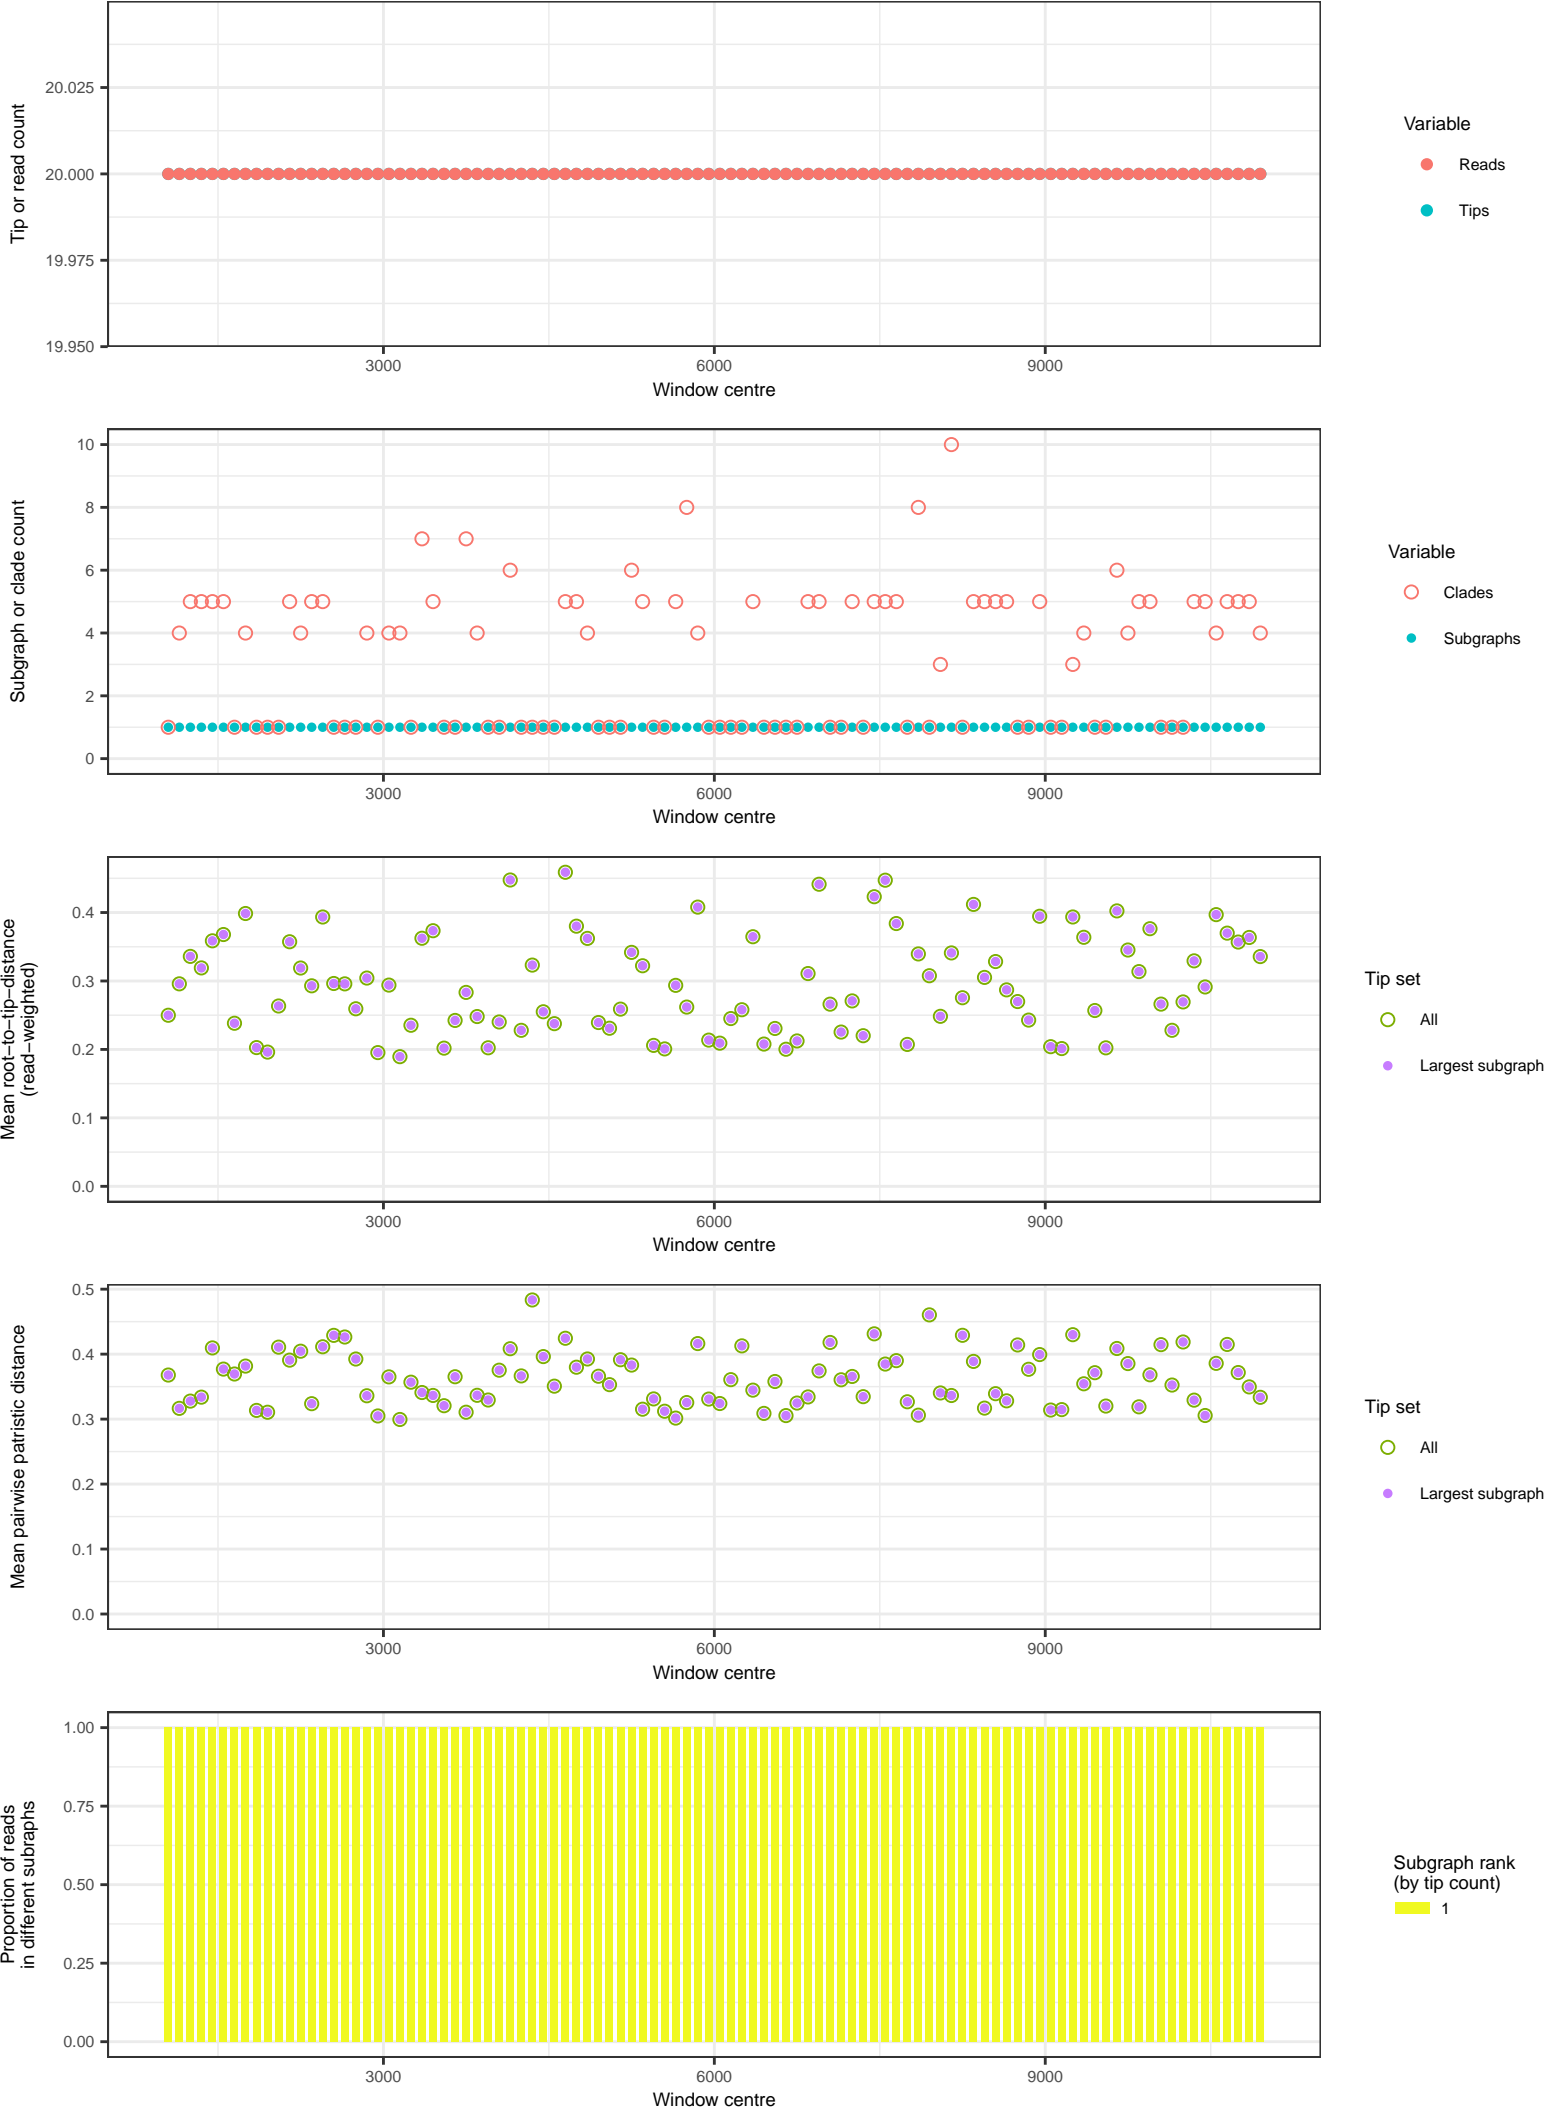 20.025
20.000
19.975
19.950
Tip or read count
3000 6000 9000
Window centre
Variable
Reads
Tips
10
8
6
4
2
0
Subgraph or clade count
3000 6000 9000
Window centre
Variable
Clades
Subgraphs
0.4
0.3
0.2
0.1
0.0
Mean root−to−tip−distance
(read−weighted)
3000 6000 9000
Window centre
Tip set
All
Largest subgraph
0.5
0.4
0.3
0.2
0.1
0.0
Mean pairwise patristic distance
3000 6000 9000
Window centre
Tip set
All
Largest subgraph
1.00
0.75
0.50
0.25
0.00
Proportion of reads
in different subraphs
3000 6000 9000
Window centre
Subgraph rank
(by tip count)
1